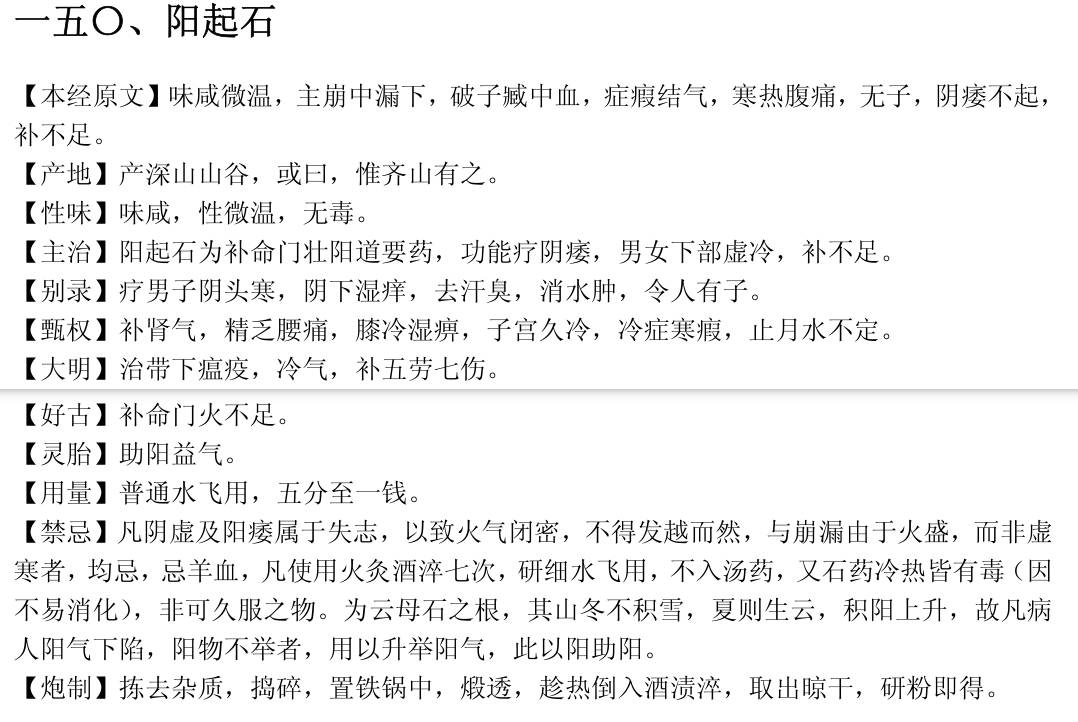 一五〇、阳起石
【本经原文】味咸微温，主崩中漏下，破子臧中血，症瘕结气，寒热腹痛，无子，阴痿不起，
补不足。
【产地】产深山山谷，或曰，惟齐山有之。
【性味】味咸，性微温，无毒。
【主治】阳起石为补命门壮阳道要药，功能疗阴痿，男女下部虚冷，补不足。
【别录】疗男子阴头寒，阴下湿痒，去汗臭，消水肿，令人有子。
【甄权】补肾气，精乏腰痛，膝冷湿痹，子宫久冷，冷症寒瘕，止月水不定。
【大明】治带下瘟疫，冷气，补五劳七伤。
【好古】补命门火不足。
【灵胎】助阳益气。
【用量】普通水飞用，五分至一钱。
【禁忌】凡阴虚及阳痿属于失志，以致火气闭密，不得发越而然，与崩漏由于火盛，而非虚
寒者，均忌，忌羊血，凡使用火灸酒淬七次，研细水飞用，不入汤药，又石药冷热皆有毒（因
不易消化），非可久服之物。为云母石之根，其山冬不积雪，夏则生云，积阳上升，故凡病
人阳气下陷，阳物不举者，用以升举阳气，此以阳助阳。
【炮制】拣去杂质，捣碎，置铁锅中，煅透，趁热倒入酒渍淬，取出晾干，研粉即得。